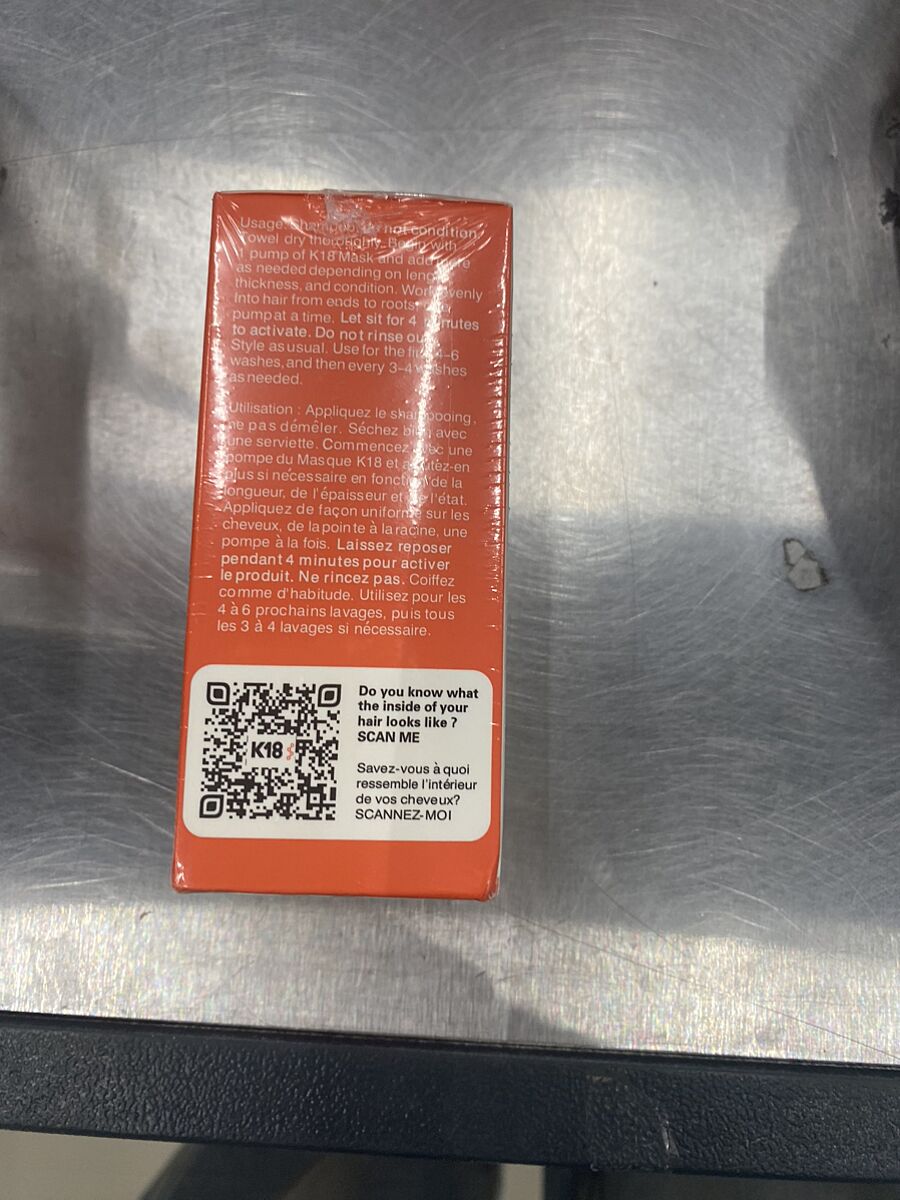 Usage: Shampoo, do not condition.
Towel dry thoroughly. Begin with
1 pump of K18 Mask and add more
as needed depending on length,
thickness, and condition. Work evenly
Into hair from ends to roots, one
pump at a time. Let sit for 4 minutes
to activate. Do not rinse out.
Style as usual. Use for the first 4–6
washes, and then every 3–4 washes
as needed.
Utilisation : Appliquez le shampooing,
ne pas démêler. Séchez bien avec
une serviette. Commencez avec une
pompe du Masque K18 et ajoutez-en
plus si nécessaire en fonction de la
longueur, de l'épaisseur et de l'état.
Appliquez de façon uniforme sur les
cheveux, de la pointe à la racine, une
pompe à la fois. Laissez reposer
pendant 4 minutes pour activer
le produit. Ne rincez pas. Coiffez
comme d'habitude. Utilisez pour les
4 à 6 prochains lavages, puis tous
les 3 à 4 lavages si nécessaire.
K18
Do you know what
the inside of your
hair looks like ?
SCAN ME
Savez-vous à quoi
ressemble l'intérieur
de vos cheveux?
SCANNEZ-MOI